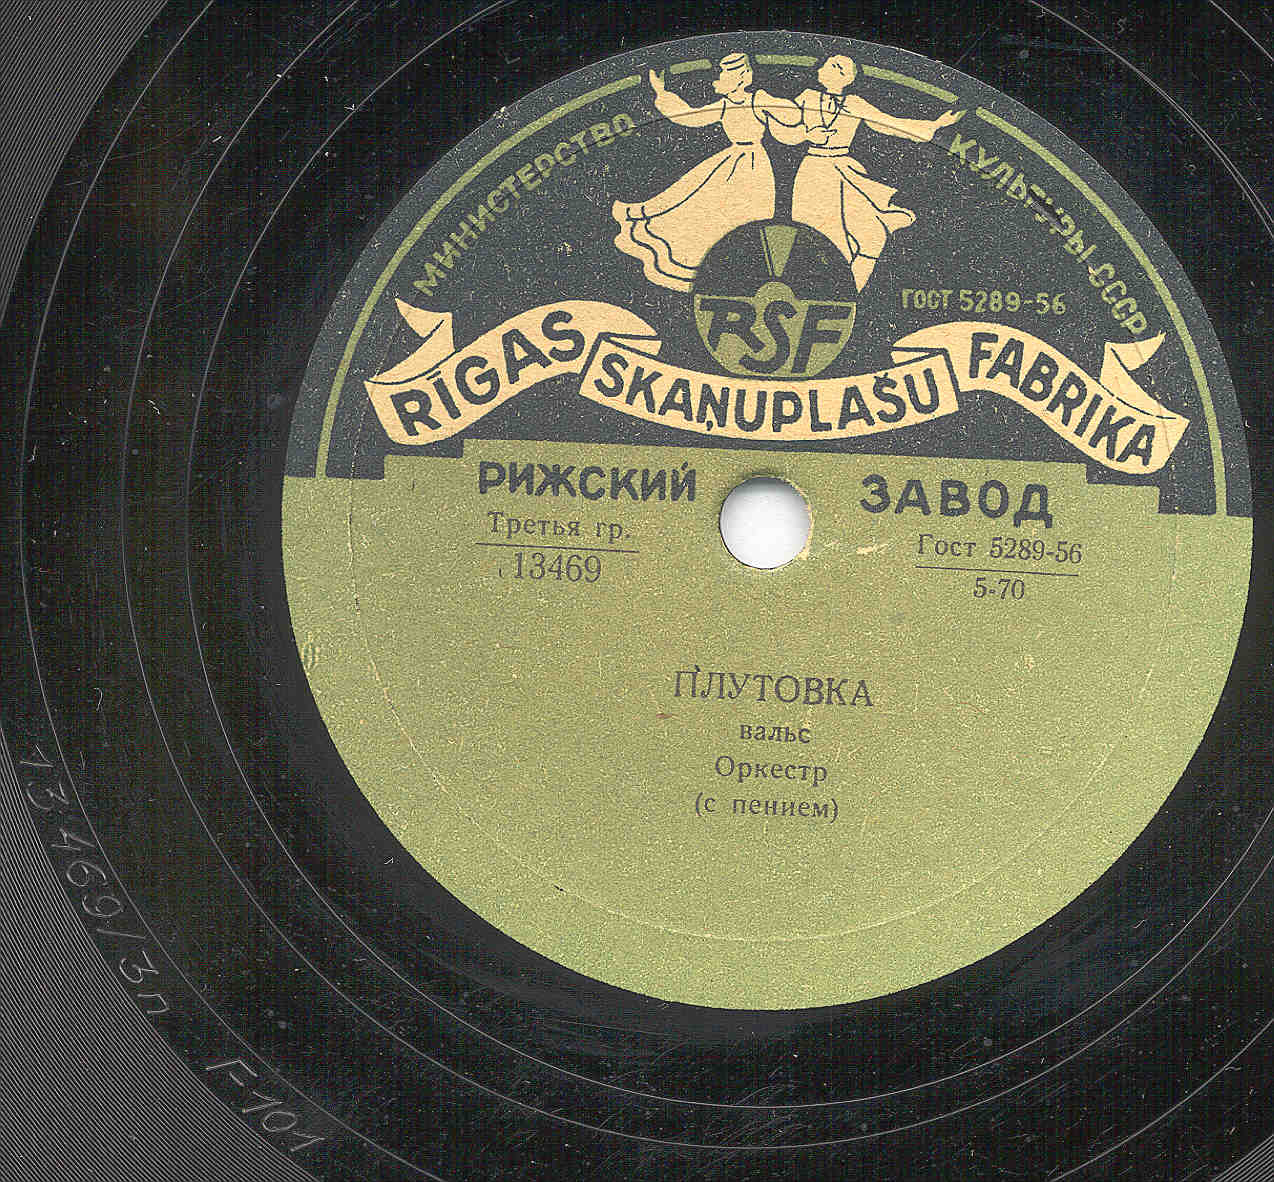 МИНИСТЕРСТВО КУЛЬТУРЫ СССР
RSF
ГОСТ 5289-56
RĪGAS SKAŅUPLAŠU FABRIKA
РИЖСКИЙ ЗАВОД
Третья гр.
13469
Гост 5289-56
5-70
ПЛУТОВКА
вальс
Оркестр
(с пением)
13469/3п
Г-101